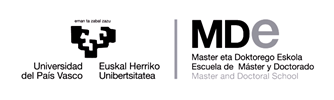 eman ta zabal zazu
Universidad
del País Vasco
Euskal Herriko
Unibertsitatea
MDe
Master eta Doktorego Eskola
Escuela de Máster y Doctorado
Master and Doctoral School